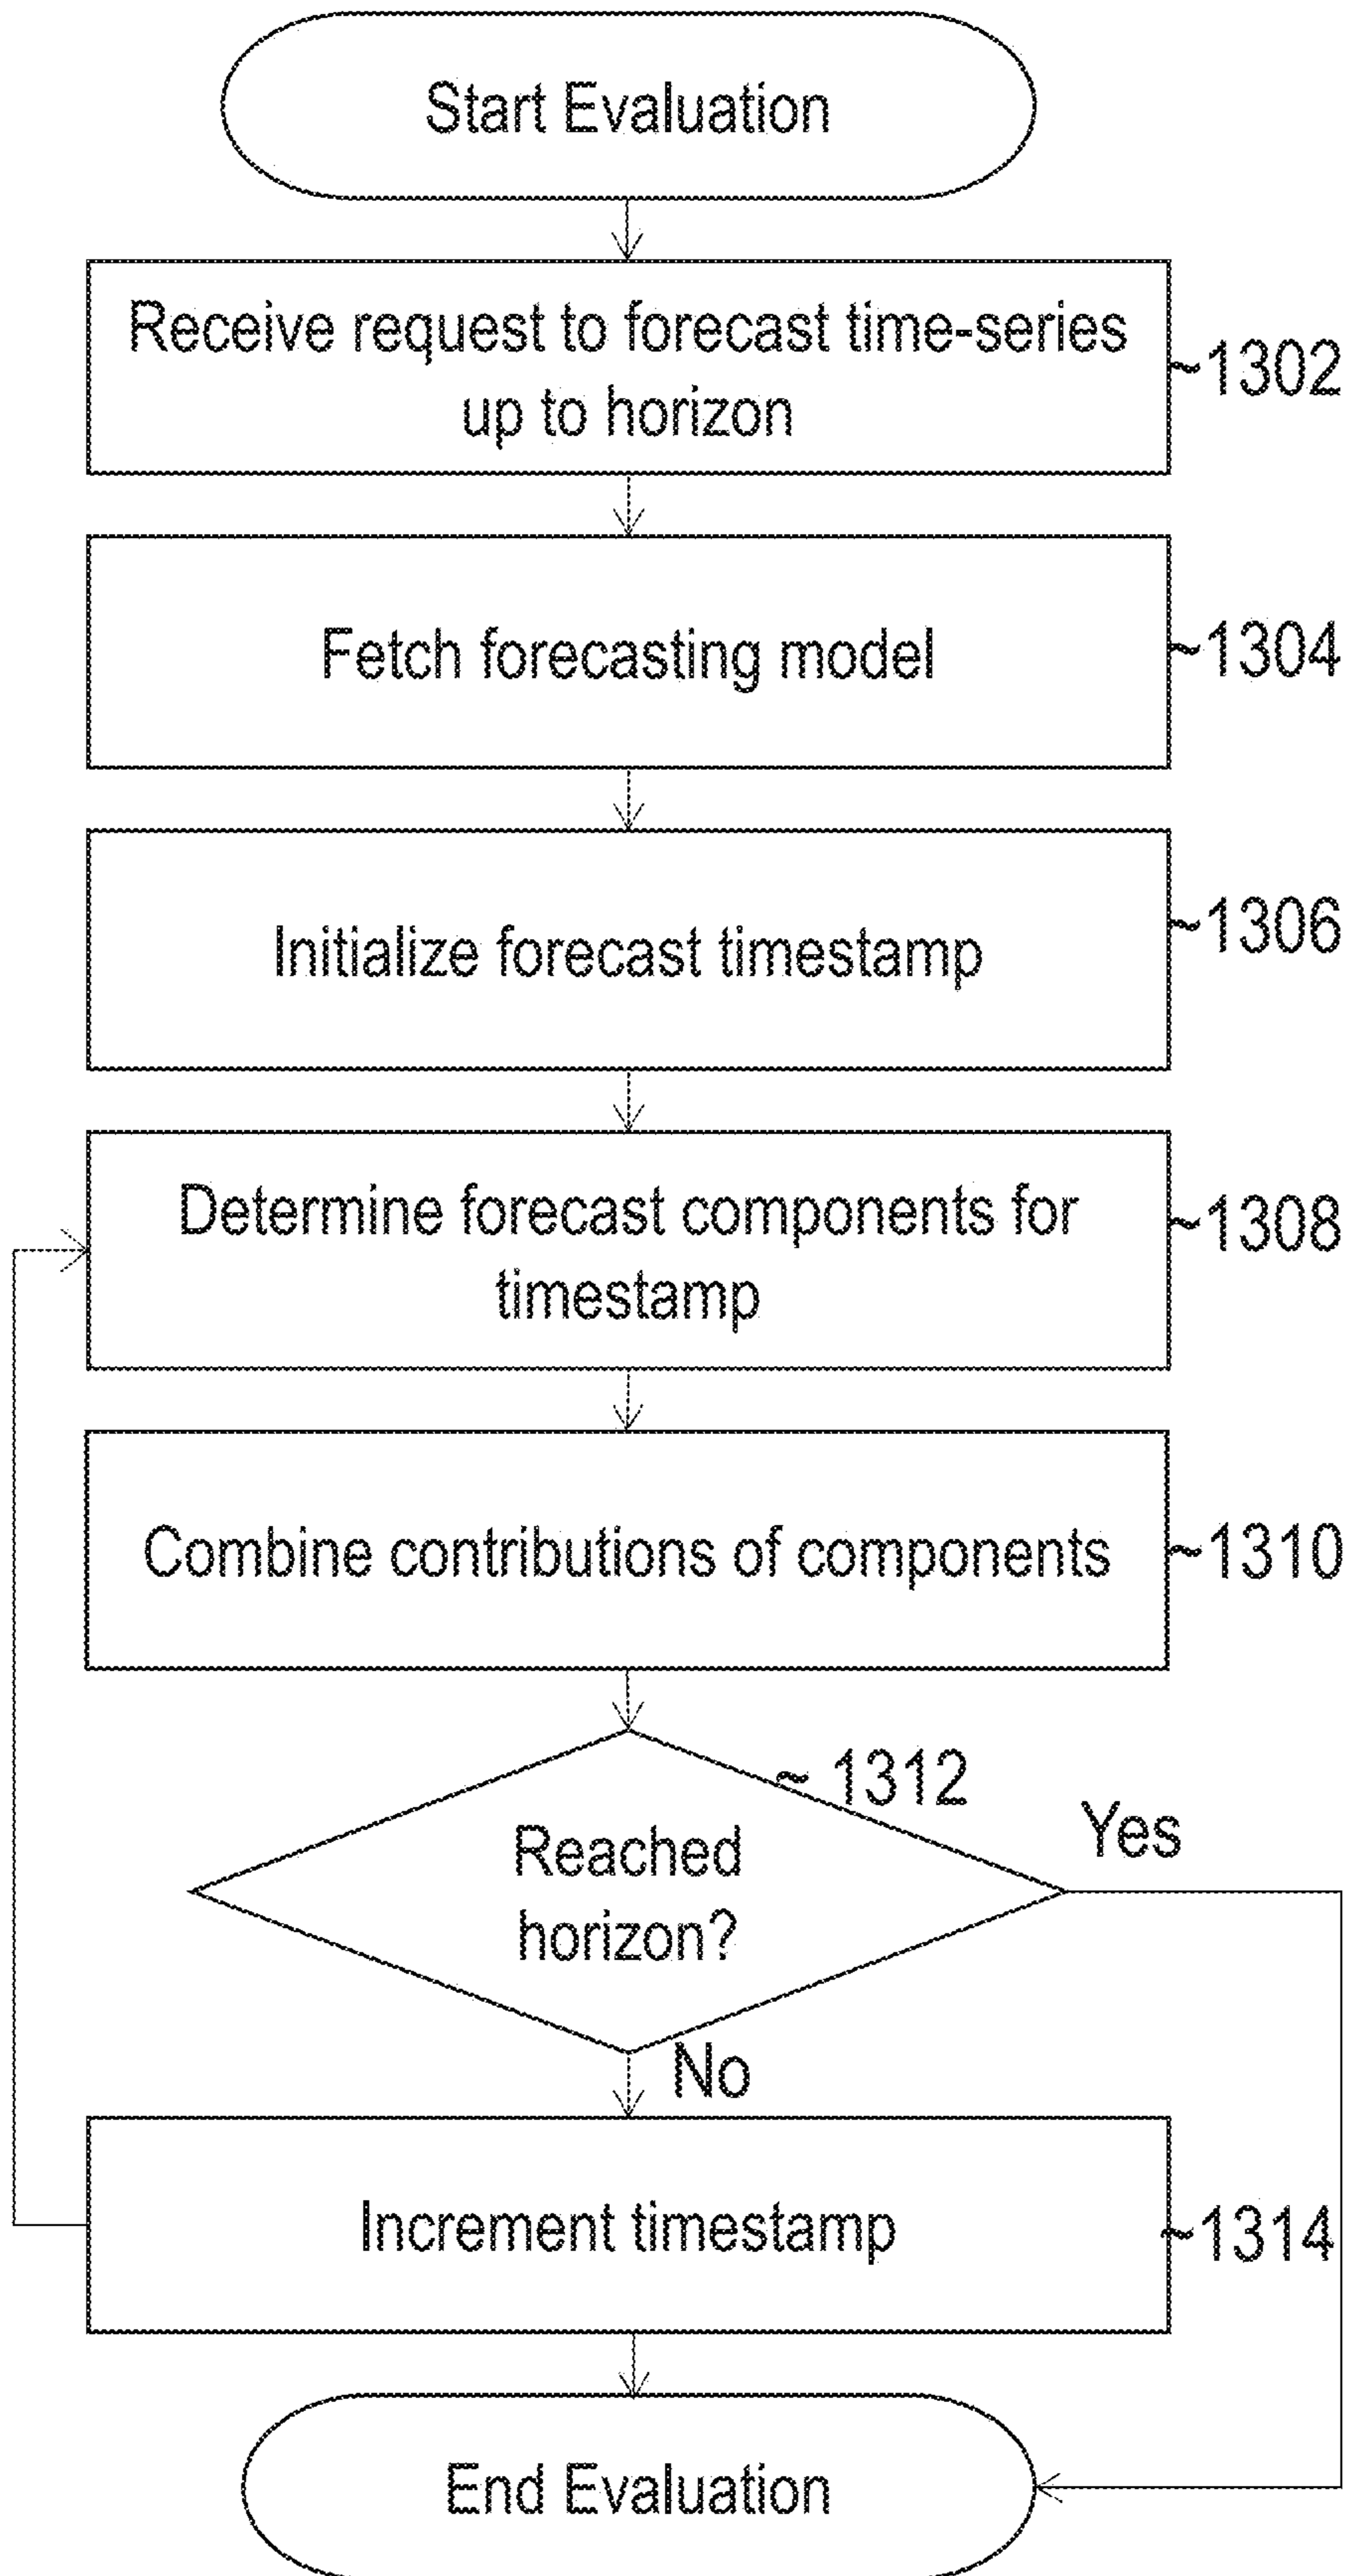 Start Evaluation
Receive request to forecast time-series
up to horizon
~1302
Fetch forecasting model
~1304
Initialize forecast timestamp
~1306
Determine forecast components for
timestamp
~1308
Combine contributions of components
~1310
~ 1312
Reached
horizon?
Yes
No
Increment timestamp
~1314
End Evaluation